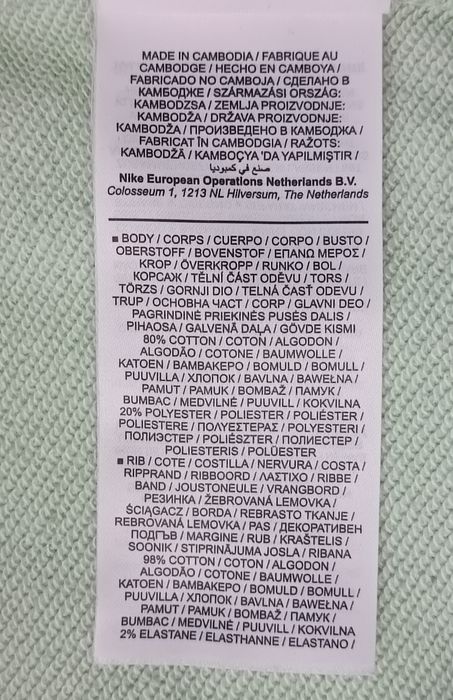 MADE IN CAMBODIA / FABRIQUE AU
CAMBODGE / HECHO EN CAMBOYA /
FABRICADO NO CAMBOJA / СДЕЛАНО В
КАМБОДЖЕ / SZÁRMAZÁSI ORSZÁG:
KAMBODZSA / ZEMLJA PROIZVODNJE:
KAMBODŽA / DRŽAVA PROIZVODNJE:
KAMBODŽA / ПРОИЗВЕДЕНО В КАМБОДЖА /
FABRICAT ÎN CAMBODGIA / RAŽOTS:
KAMBODŽĀ / KAMBOÇYA 'DA YAPILMIŞTIR /
صنع في كمبوديا
Nike European Operations Netherlands B.V.
Colosseum 1, 1213 NL Hilversum, The Netherlands
■ BODY / CORPS / CUERPO / CORPO / BUSTO /
OBERSTOFF / BOVENSTOF / ΕΠΑΝΩ ΜΕΡΟΣ /
KROP / ÖVERKROPP / RUNKO / BOL /
КОРСАЖ / TĚLNÍ ČÁST ODĚVU / TORS /
TÖRZS / GORNJI DIO / TELNÁ ČASŤ ODEVU /
TRUP / ОСНОВНА ЧАСТ / CORP / GLAVNI DEO /
PAGRINDINĖ PRIEKINĖS PUSĖS DALIS /
PIHAOSA / GALVENĀ DAĻA / GÖVDE KISMI
80% COTTON / COTON / ALGODON /
ALGODÃO / COTONE / BAUMWOLLE /
KATOEN / ΒΑΜΒΑΚΕΡΟ / BOMULD / BOMULL /
PUUVILLA / ХЛОПОК / BAVLNA / BAWEŁNA /
PAMUT / PAMUK / BOMBAŽ / ПАМУК /
BUMBAC / MEDVILNĖ / PUUVILL / KOKVILNA
20% POLYESTER / POLIESTER / POLIÉSTER /
POLIESTERE / ΠΟΛΥΕΣΤΕΡΑΣ / POLYESTERI /
ПОЛИЭСТЕР / POLIÉSZTER / ПОЛИЕСТЕР /
POLIESTERIS / POLÜESTER
■ RIB / COTE / COSTILLA / NERVURA / COSTA /
RIPPRAND / RIBBOORD / ΛΑΣΤΙΧΟ / RIBBE /
BAND / JOUSTONEULE / VRANGBORD /
РЕЗИНКА / ŽEBROVANÁ LEMOVKA /
ŚCIĄGACZ / BORDA / REBRASTO TKANJE /
REBROVANÁ LEMOVKA / PAS / ДЕКОРАТИВЕН
ПОДГЪВ / MARGINE / RUB / KRAŠTELIS /
SOONIK / STIPRINĀJUMA JOSLA / RIBANA
98% COTTON / COTON / ALGODON /
ALGODÃO / COTONE / BAUMWOLLE /
KATOEN / ΒΑΜΒΑΚΕΡΟ / BOMULD / BOMULL /
PUUVILLA / ХЛОПОК / BAVLNA / BAWEŁNA /
PAMUT / PAMUK / BOMBAŽ / ПАМУК /
BUMBAC / MEDVILNĖ / PUUVILL / KOKVILNA
2% ELASTANE / ELASTHANNE / ELASTANO /